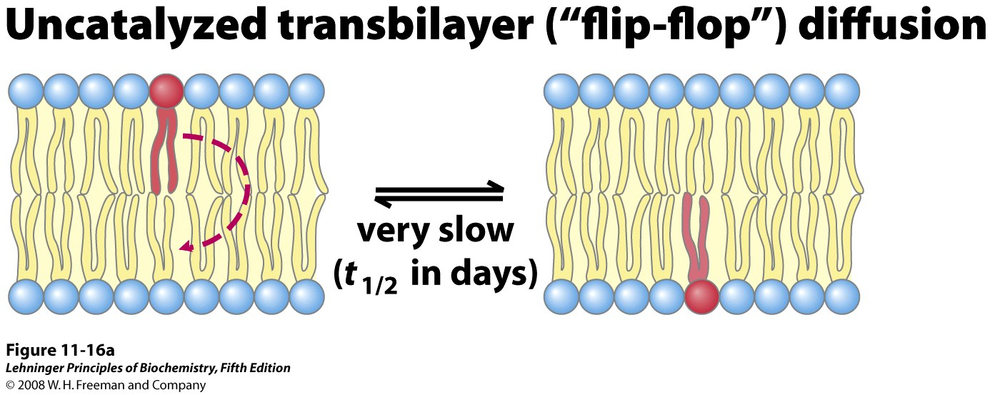 Uncatalyzed transbilayer (“flip-flop”) diffusion
very slow
(t 1/2 in days)
Figure 11-16a
Lehninger Principles of Biochemistry, Fifth Edition
© 2008 W. H. Freeman and Company